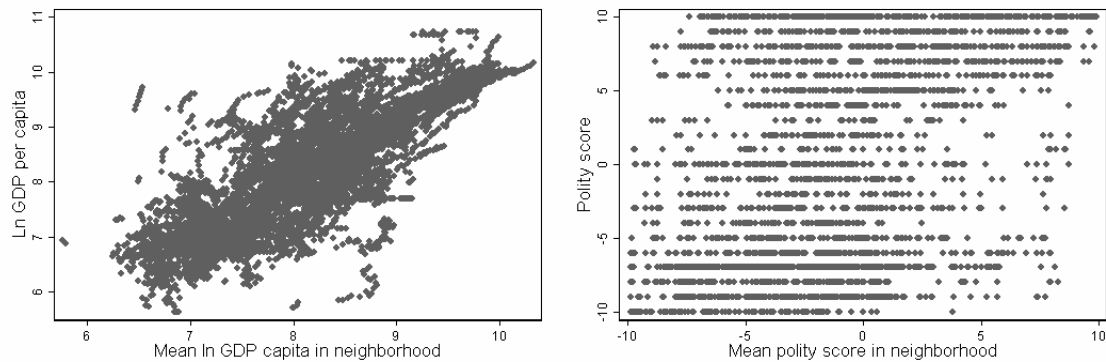 Ln GDP per capita
11
10
9
8
7
6
6 7 8 9 10
Mean ln GDP capita in neighborhood
Polity score
10
5
0
-5
-10
-10 -5 0 5 10
Mean polity score in neighborhood